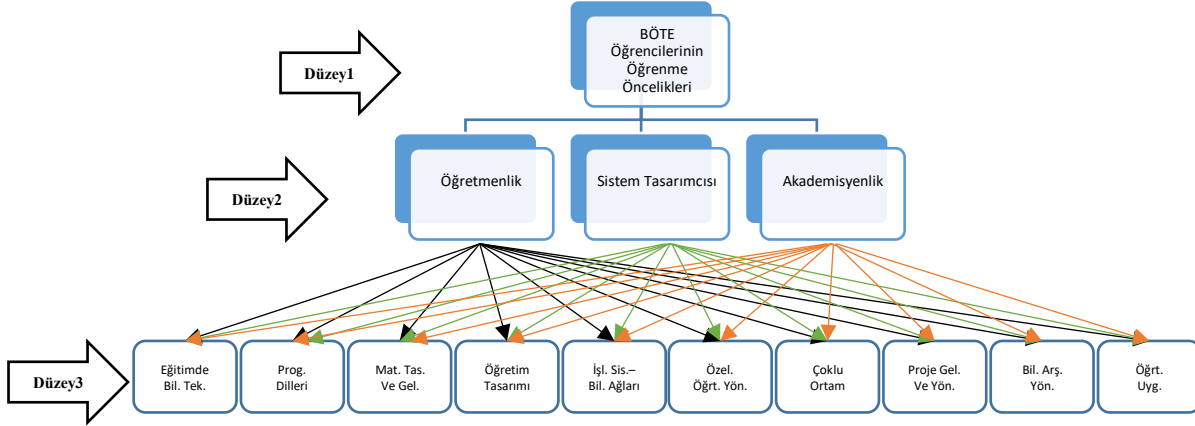 BÖTE
Öğrencilerinin
Öğrenme
Öncelikleri
Düzey1
Öğretmenlik
Sistem Tasarımcısı
Akademisyenlik
Düzey2
Düzey3
Eğitimde
Bil. Tek.
Prog.
Dilleri
Mat. Tas.
Ve Gel.
Öğretim
Tasarımı
İşl. Sis.–
Bil. Ağları
Özel.
Öğrt. Yön.
Çoklu
Ortam
Proje Gel.
Ve Yön.
Bil. Arş.
Yön.
Öğrt.
Uyg.